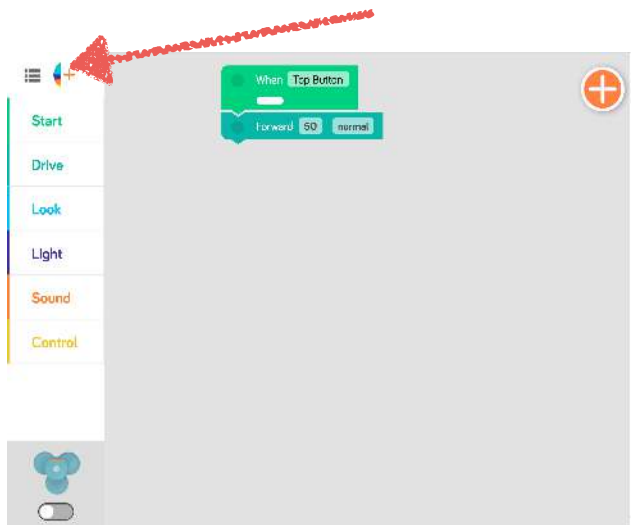 When Top Button
Start
Forward 50 normal
Drive
Look
Light
Sound
Control